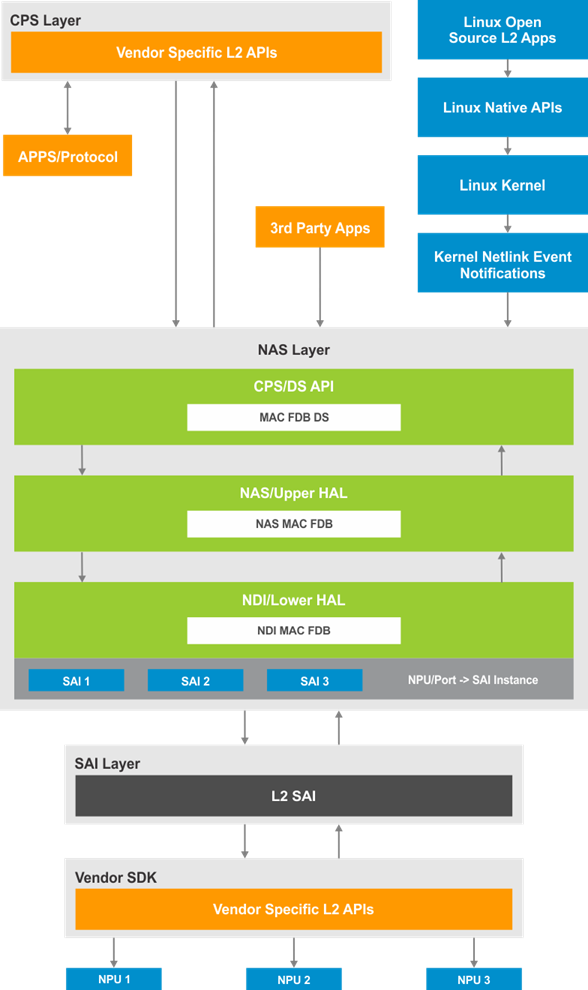 CPS Layer
Vendor Specific L2 APIs
APPS/Protocol
3rd Party Apps
Linux Open
Source L2 Apps
Linux Native APIs
Linux Kernel
Kernel Netlink Event
Notifications
NAS Layer
CPS/DS API
MAC FDB DS
NAS/Upper HAL
NAS MAC FDB
NDI/Lower HAL
NDI MAC FDB
SAI 1
SAI 2
SAI 3
NPU/Port -> SAI Instance
SAI Layer
L2 SAI
Vendor SDK
Vendor Specific L2 APIs
NPU 1
NPU 2
NPU 3